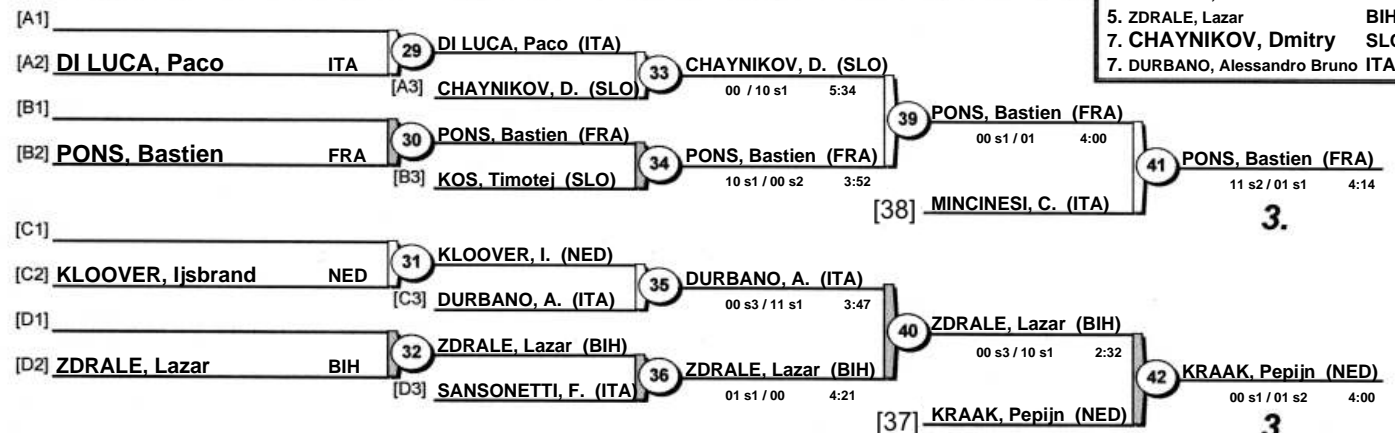 5. ZDRALE, Lazar BIH
7. CHAYNIKOV, Dmitry SLO
7. DURBANO, Alessandro Bruno ITA
[A1]
[A2] DI LUCA, Paco ITA
29 DI LUCA, Paco (ITA)
[A3] CHAYNIKOV, D. (SLO)
33 CHAYNIKOV, D. (SLO)
00 / 10 s1 5:34
[B1]
[B2] PONS, Bastien FRA
30 PONS, Bastien (FRA)
[B3] KOS, Timotej (SLO)
34 PONS, Bastien (FRA)
10 s1 / 00 s2 3:52
39 PONS, Bastien (FRA)
00 s1 / 01 4:00
[38] MINCINESI, C. (ITA)
41 PONS, Bastien (FRA)
11 s2 / 01 s1 4:14
3.
[C1]
[C2] KLOOVER, Ijsbrand NED
31 KLOOVER, I. (NED)
[C3] DURBANO, A. (ITA)
35 DURBANO, A. (ITA)
00 s3 / 11 s1 3:47
[D1]
[D2] ZDRALE, Lazar BIH
32 ZDRALE, Lazar (BIH)
[D3] SANSONETTI, F. (ITA)
36 ZDRALE, Lazar (BIH)
01 s1 / 00 4:21
40 ZDRALE, Lazar (BIH)
00 s3 / 10 s1 2:32
[37] KRAAK, Pepijn (NED)
42 KRAAK, Pepijn (NED)
00 s1 / 01 s2 4:00
3